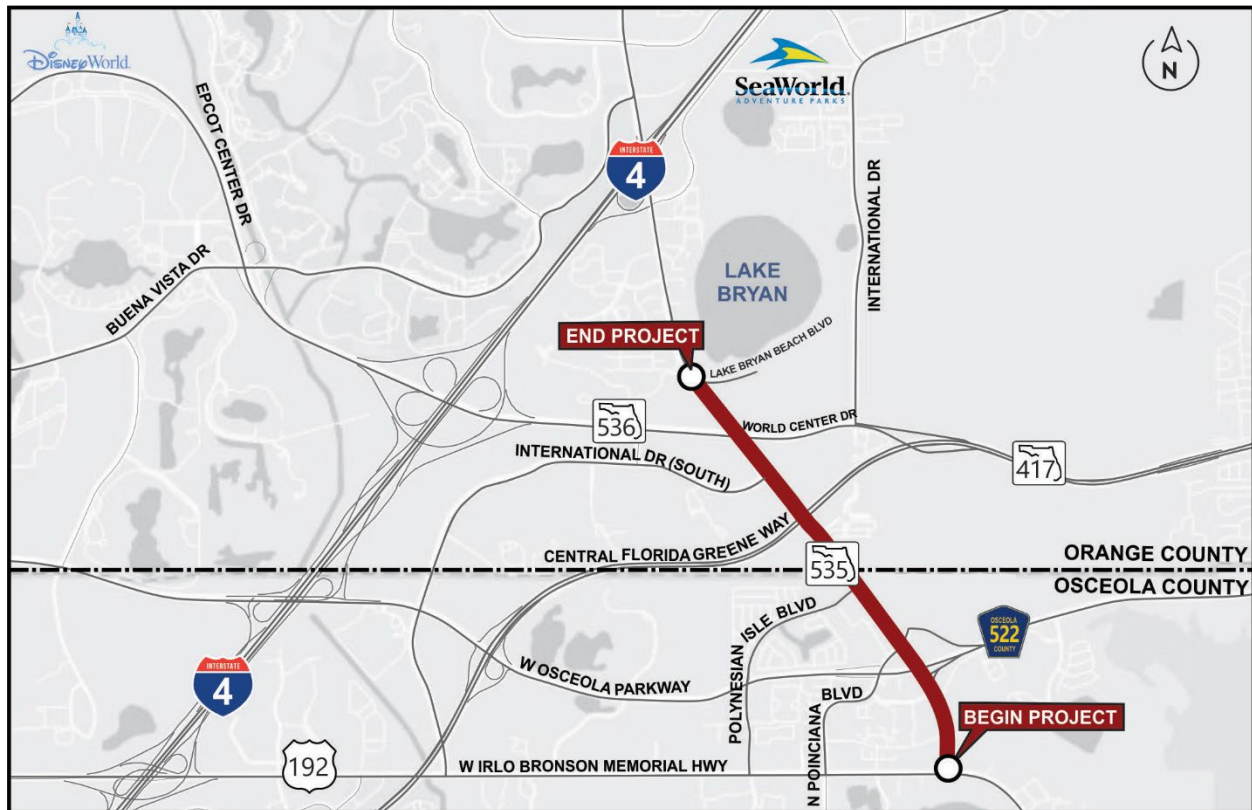 DISNEY World.
SeaWorld.
ADVENTURE PARKS
N
EPCOT CENTER DR
INTERSTATE
4
INTERNATIONAL DR
BUENA VISTA DR
LAKE
BRYAN
END PROJECT
LAKE BRYAN BEACH BLVD
536
WORLD CENTER DR
INTERNATIONAL DR (SOUTH)
417
CENTRAL FLORIDA GREENE WAY
535
ORANGE COUNTY
OSCEOLA COUNTY
POLYNESIAN ISLE BLVD
OSCEOLA
522
COUNTY
INTERSTATE
4
W OSCEOLA PARKWAY
N POINCIANA BLVD
BEGIN PROJECT
192
W IRLO BRONSON MEMORIAL HWY